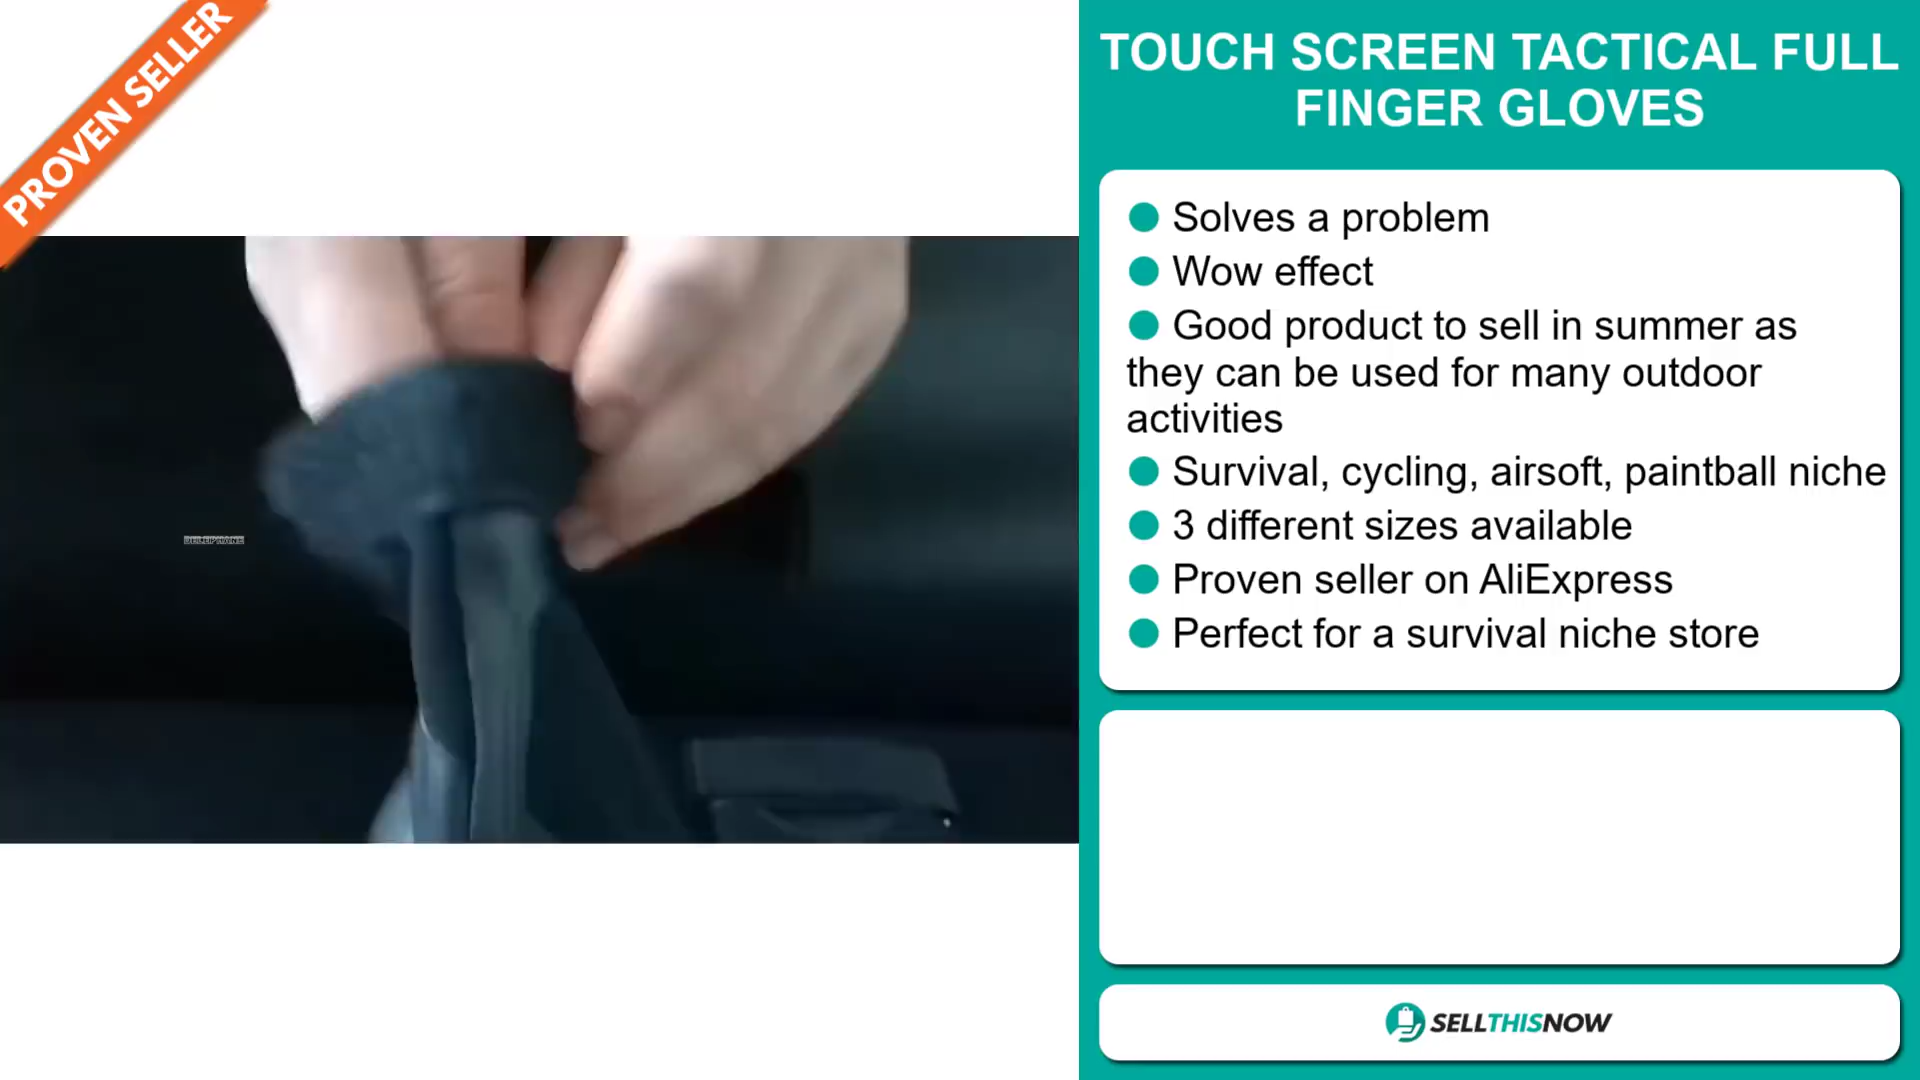 PROVEN SELLER
TOUCH SCREEN TACTICAL FULL
FINGER GLOVES
Solves a problem
Wow effect
Good product to sell in summer as
they can be used for many outdoor
activities
Survival, cycling, airsoft, paintball niche
3 different sizes available
Proven seller on AliExpress
Perfect for a survival niche store
SELLTHISNOW